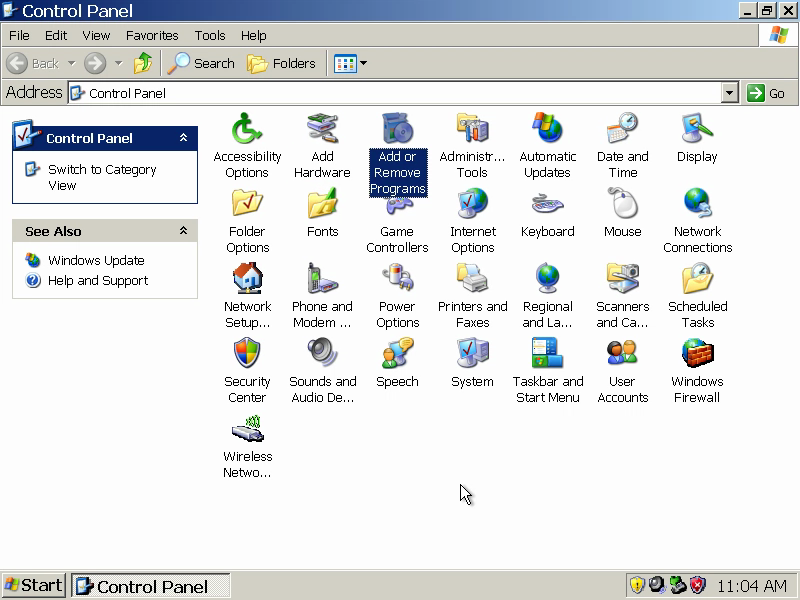 Control Panel
File Edit View Favorites Tools Help
Back Search Folders
Address Control Panel Go
Control Panel
Switch to Category
View
See Also
Windows Update
Help and Support
Accessibility
Options
Add
Hardware
Add or
Remove
Programs
Administr...
Tools
Automatic
Updates
Date and
Time
Display
Folder
Options
Fonts
Game
Controllers
Internet
Options
Keyboard
Mouse
Network
Connections
Network
Setup...
Phone and
Modem ...
Power
Options
Printers and
Faxes
Regional
and La...
Scanners
and Ca...
Scheduled
Tasks
Security
Center
Sounds and
Audio De...
Speech
System
Taskbar and
Start Menu
User
Accounts
Windows
Firewall
Wireless
Netwo...
Start Control Panel 11:04 AM